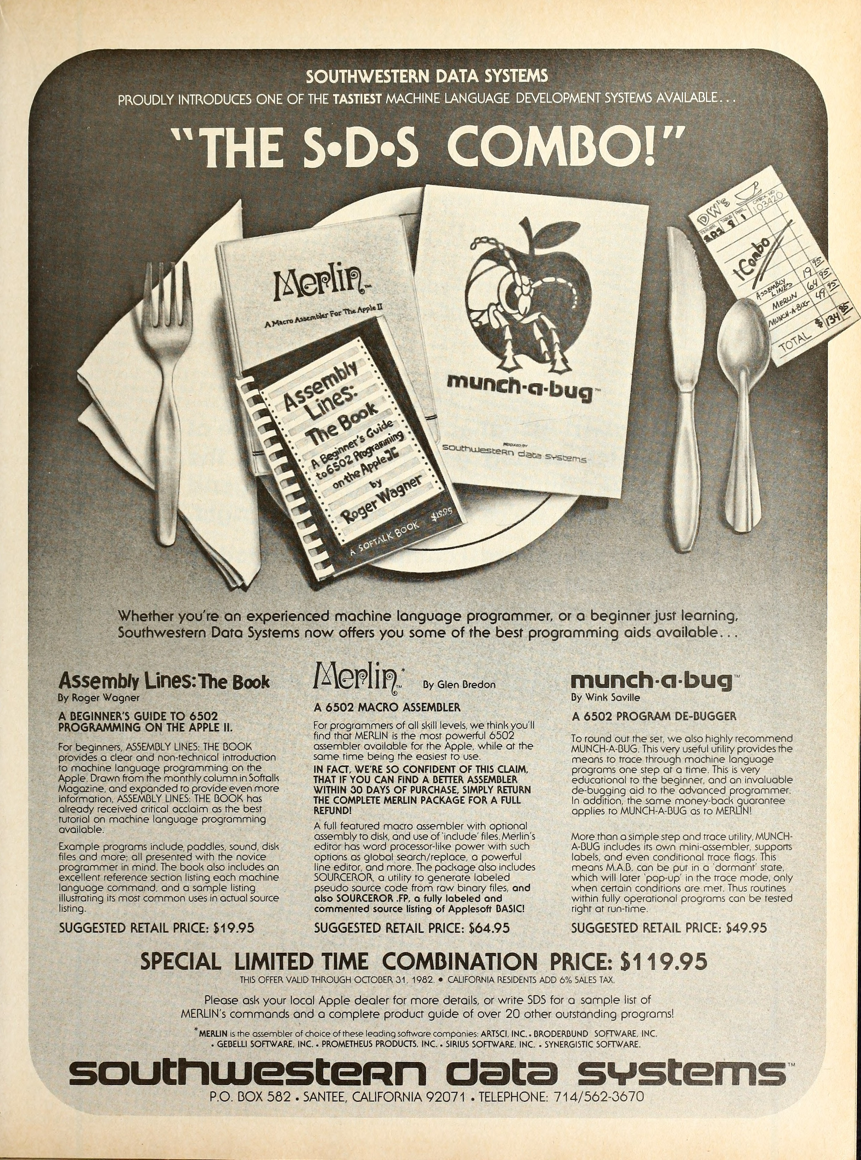 SOUTHWESTERN DATA SYSTEMS
PROUDLY INTRODUCES ONE OF THE TASTIEST MACHINE LANGUAGE DEVELOPMENT SYSTEMS AVAILABLE...
"THE S•D•S COMBO!"
Merlin™
A Macro Assembler For The Apple II
Assembly
Lines:
The Book
A Beginner's Guide
to 6502 Programming
on the Apple ][
by
Roger Wagner
A SOFTALK BOOK $19.95
munch-a-bug™
southwestern data systems
DW's
103420
1 Combo
ASSEMBLY
LINES 19 95
MERLIN 64 95
MUNCH-A-BUG 49 95
TOTAL $134 85
Whether you're an experienced machine language programmer, or a beginner just learning,
Southwestern Data Systems now offers you some of the best programming aids available...
Assembly Lines: The Book
By Roger Wagner
A BEGINNER'S GUIDE TO 6502
PROGRAMMING ON THE APPLE II.
For beginners, ASSEMBLY LINES: THE BOOK
provides a clear and non-technical introduction
to machine language programming on the
Apple. Drawn from the monthly column in Softalk
Magazine, and expanded to provide even more
information, ASSEMBLY LINES: THE BOOK has
already received critical acclaim as the best
tutorial on machine language programming
available.
Example programs include, paddles, sound, disk
files and more; all presented with the novice
programmer in mind. The book also includes an
excellent reference section listing each machine
language command, and a sample listing
illustrating its most common uses in actual source
listing.
SUGGESTED RETAIL PRICE: $19.95
Merlin™* By Glen Bredon
A 6502 MACRO ASSEMBLER
For programmers of all skill levels, we think you'll
find that MERLIN is the most powerful 6502
assembler available for the Apple, while at the
same time being the easiest to use.
IN FACT, WE'RE SO CONFIDENT OF THIS CLAIM,
THAT IF YOU CAN FIND A BETTER ASSEMBLER
WITHIN 30 DAYS OF PURCHASE, SIMPLY RETURN
THE COMPLETE MERLIN PACKAGE FOR A FULL
REFUND!
A full featured macro assembler with optional
assembly to disk, and use of 'include' files. Merlin's
editor has word processor-like power with such
options as global search/replace, a powerful
line editor, and more. The package also includes
SOURCEROR, a utility to generate labeled
pseudo source code from raw binary files, and
also SOURCEROR .FP, a fully labeled and
commented source listing of Applesoft BASIC!
SUGGESTED RETAIL PRICE: $64.95
munch-a-bug™
By Wink Saville
A 6502 PROGRAM DE-BUGGER
To round out the set, we also highly recommend
MUNCH-A-BUG. This very useful utility provides the
means to trace through machine language
programs one step at a time. This is very
educational to the beginner, and an invaluable
de-bugging aid to the advanced programmer.
In addition, the same money-back guarantee
applies to MUNCH-A-BUG as to MERLIN!
More than a simple step and trace utility, MUNCH-
A-BUG includes its own mini-assembler, supports
labels, and even conditional trace flags. This
means M.A.B. can be put in a 'dormant' state,
which will later 'pop-up' in the trace mode, only
when certain conditions are met. Thus routines
within fully operational programs can be tested
right at run-time.
SUGGESTED RETAIL PRICE: $49.95
SPECIAL LIMITED TIME COMBINATION PRICE: $119.95
THIS OFFER VALID THROUGH OCTOBER 31, 1982. • CALIFORNIA RESIDENTS ADD 6% SALES TAX.
Please ask your local Apple dealer for more details, or write SDS for a sample list of
MERLIN's commands and a complete product guide of over 20 other outstanding programs!
*MERLIN is the assembler of choice of these leading software companies: ARTSCI, INC. • BRODERBUND SOFTWARE, INC.
• GEBELLI SOFTWARE, INC. • PROMETHEUS PRODUCTS, INC. • SIRIUS SOFTWARE, INC. • SYNERGISTIC SOFTWARE.
southwestern data systems™
P.O. BOX 582 • SANTEE, CALIFORNIA 92071 • TELEPHONE: 714/562-3670